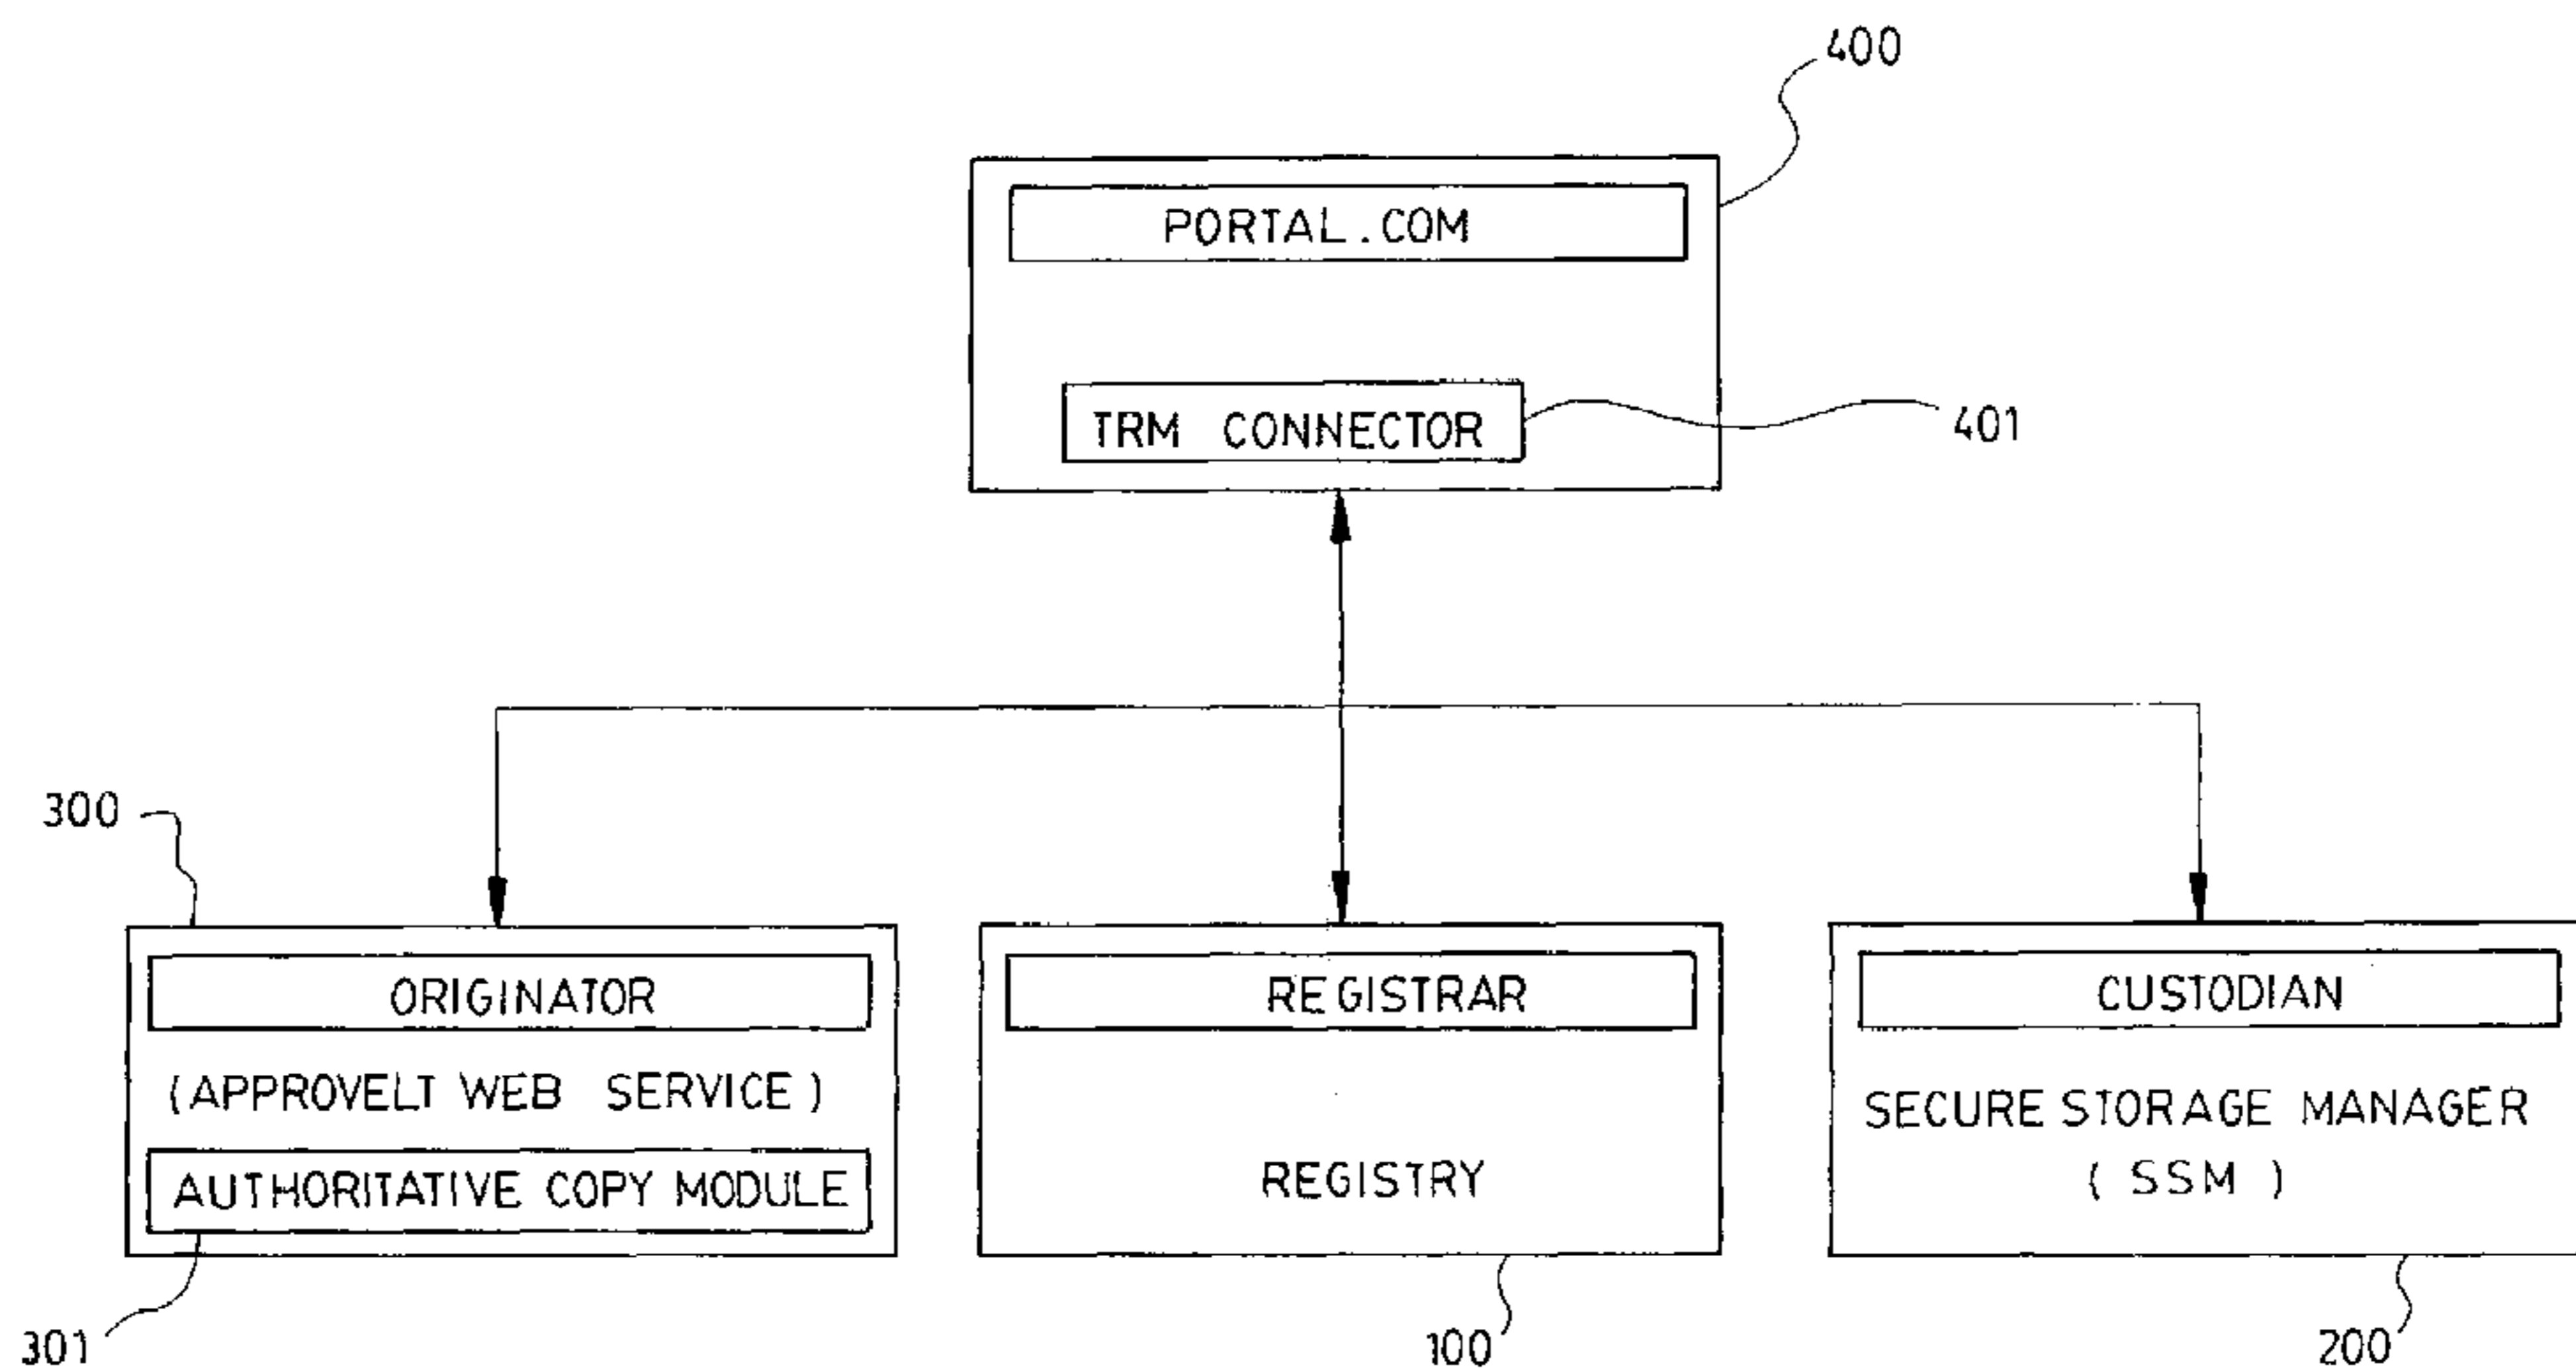 400
PORTAL.COM
TRM CONNECTOR
401
300
ORIGINATOR
(APPROVELT WEB SERVICE)
AUTHORITATIVE COPY MODULE
301
REGISTRAR
REGISTRY
100
CUSTODIAN
SECURE STORAGE MANAGER
(SSM)
200